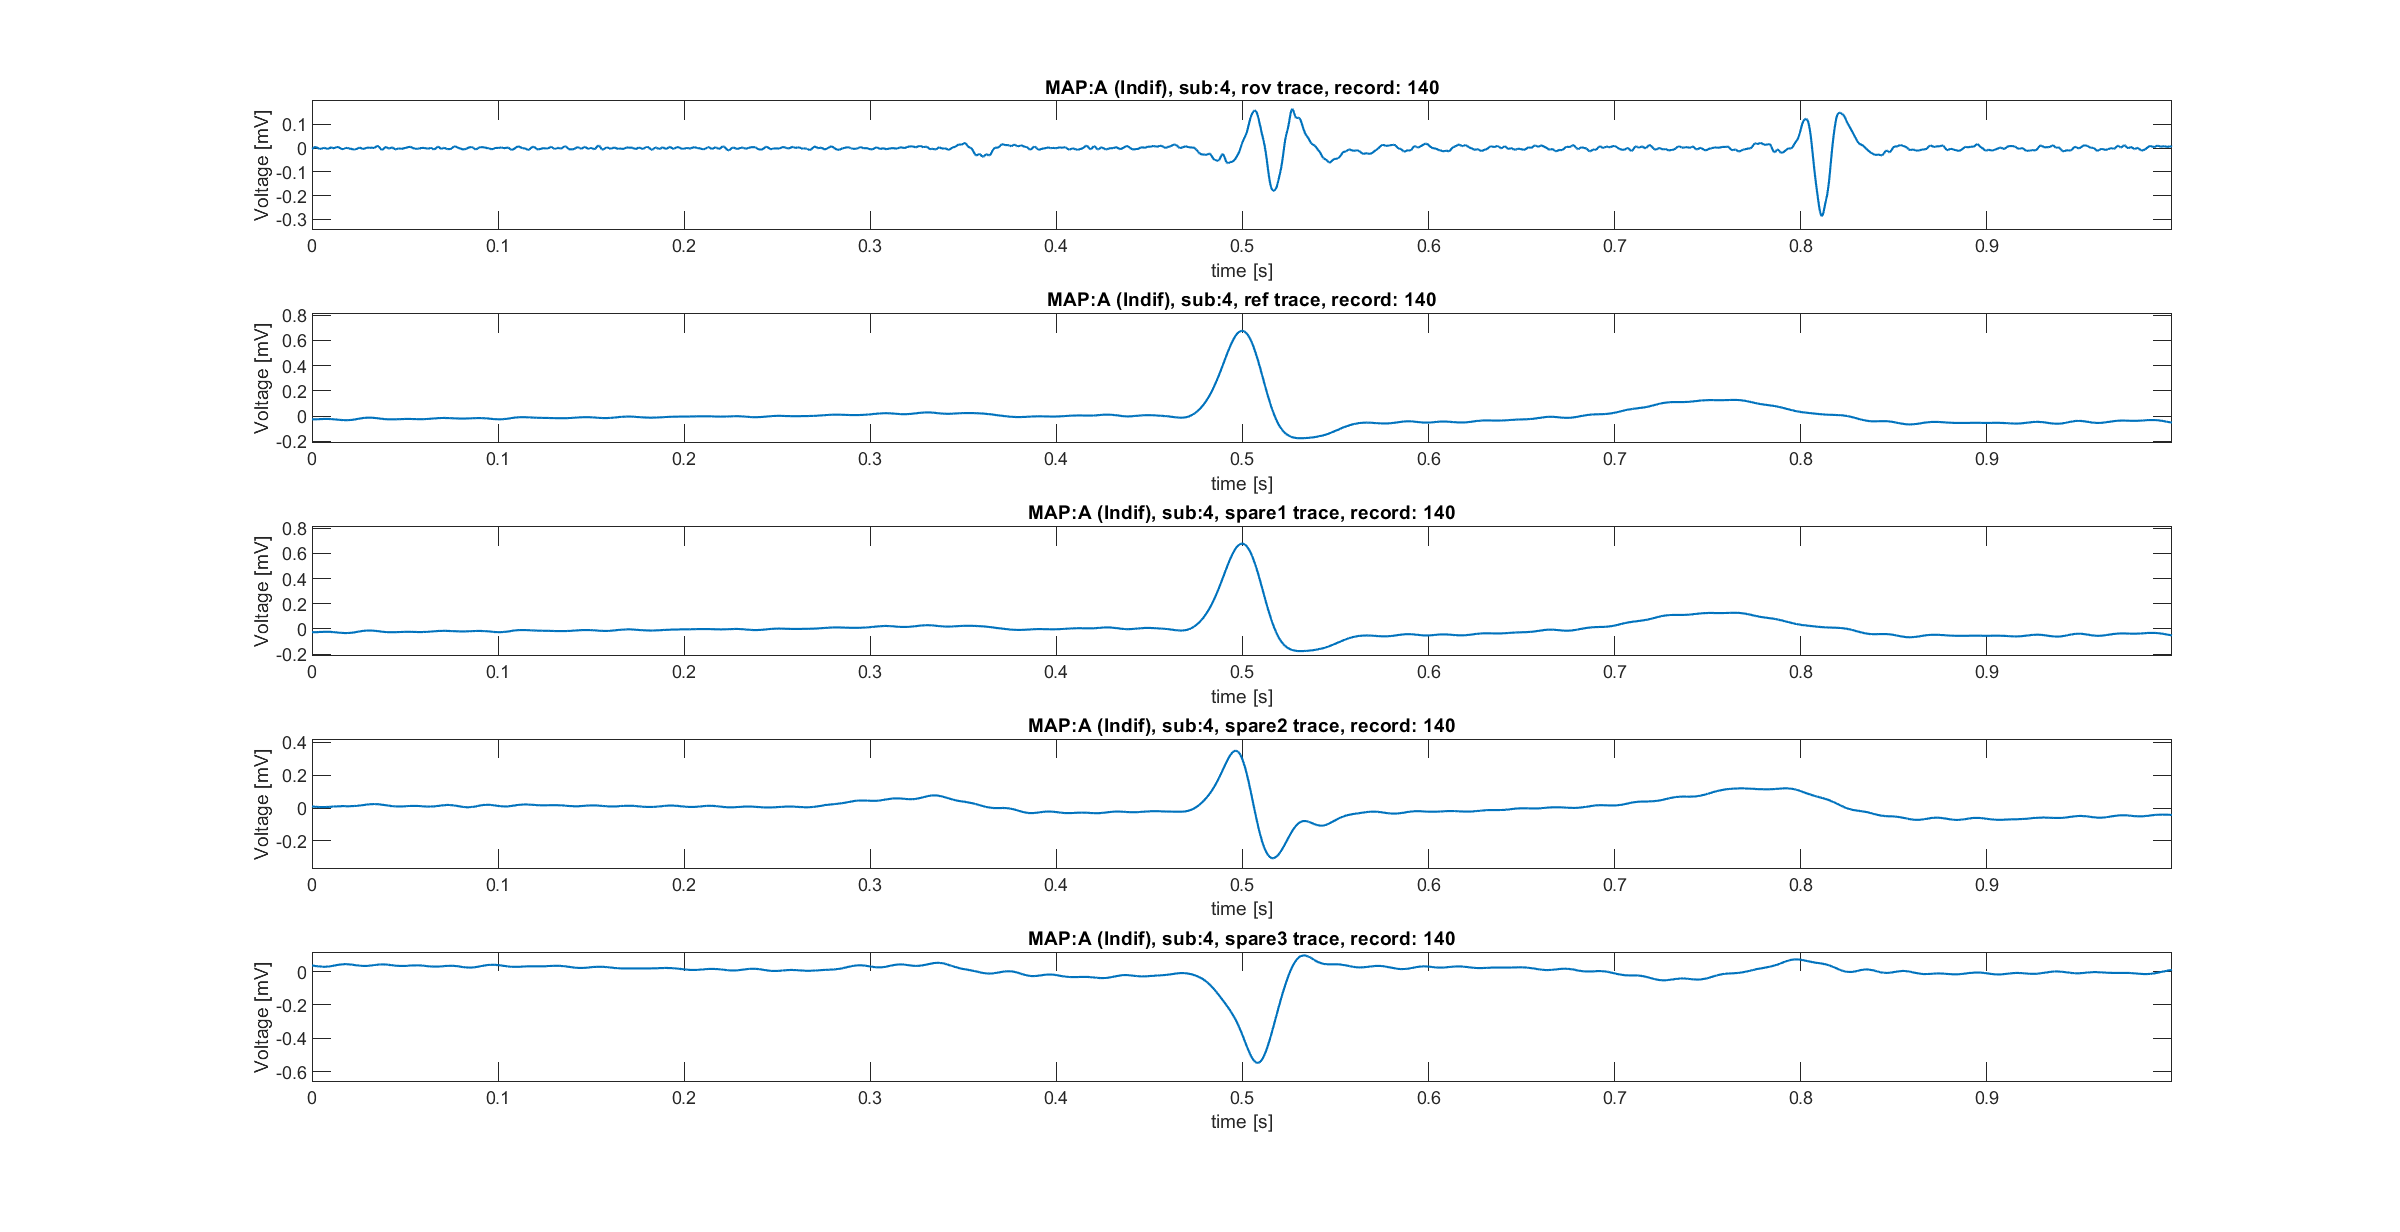 MAP:A (Indif), sub:4, rov trace, record: 140
Voltage [mV]
0.1
0
-0.1
-0.2
-0.3
0 0.1 0.2 0.3 0.4 0.5 0.6 0.7 0.8 0.9
time [s]
MAP:A (Indif), sub:4, ref trace, record: 140
Voltage [mV]
0.8
0.6
0.4
0.2
0
-0.2
0 0.1 0.2 0.3 0.4 0.5 0.6 0.7 0.8 0.9
time [s]
MAP:A (Indif), sub:4, spare1 trace, record: 140
Voltage [mV]
0.8
0.6
0.4
0.2
0
-0.2
0 0.1 0.2 0.3 0.4 0.5 0.6 0.7 0.8 0.9
time [s]
MAP:A (Indif), sub:4, spare2 trace, record: 140
Voltage [mV]
0.4
0.2
0
-0.2
0 0.1 0.2 0.3 0.4 0.5 0.6 0.7 0.8 0.9
time [s]
MAP:A (Indif), sub:4, spare3 trace, record: 140
Voltage [mV]
0
-0.2
-0.4
-0.6
0 0.1 0.2 0.3 0.4 0.5 0.6 0.7 0.8 0.9
time [s]